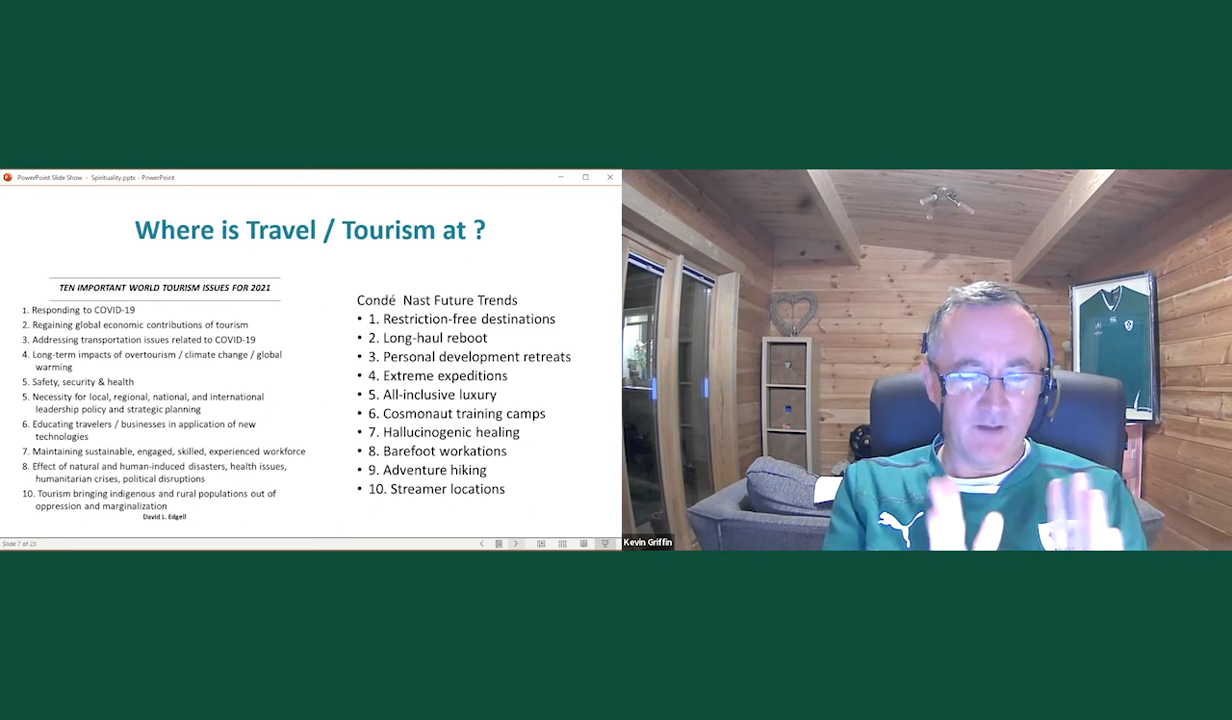 PowerPoint Slide Show - Spirituality.pptx - PowerPoint
Where is Travel / Tourism at ?
TEN IMPORTANT WORLD TOURISM ISSUES FOR 2021
1. Responding to COVID-19
2. Regaining global economic contributions of tourism
3. Addressing transportation issues related to COVID-19
4. Long-term impacts of overtourism / climate change / global
warming
5. Safety, security & health
5. Necessity for local, regional, national, and international
leadership policy and strategic planning
6. Educating travelers / businesses in application of new
technologies
7. Maintaining sustainable, engaged, skilled, experienced workforce
8. Effect of natural and human-induced disasters, health issues,
humanitarian crises, political disruptions
10. Tourism bringing indigenous and rural populations out of
oppression and marginalization
David L. Edgell
Condé Nast Future Trends
• 1. Restriction-free destinations
• 2. Long-haul reboot
• 3. Personal development retreats
• 4. Extreme expeditions
• 5. All-inclusive luxury
• 6. Cosmonaut training camps
• 7. Hallucinogenic healing
• 8. Barefoot workations
• 9. Adventure hiking
• 10. Streamer locations
Slide 7 of 21
Kevin Griffin